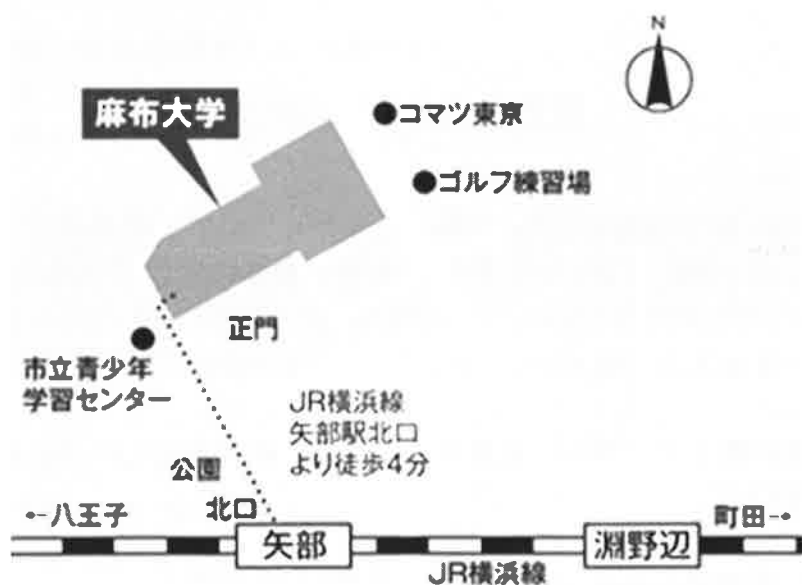 N
麻布大学
●コマツ東京
●ゴルフ練習場
正門
市立青少年
学習センター
JR横浜線
矢部駅北口
より徒歩4分
公園
北口
←八王子
町田→
矢部
淵野辺
JR横浜線